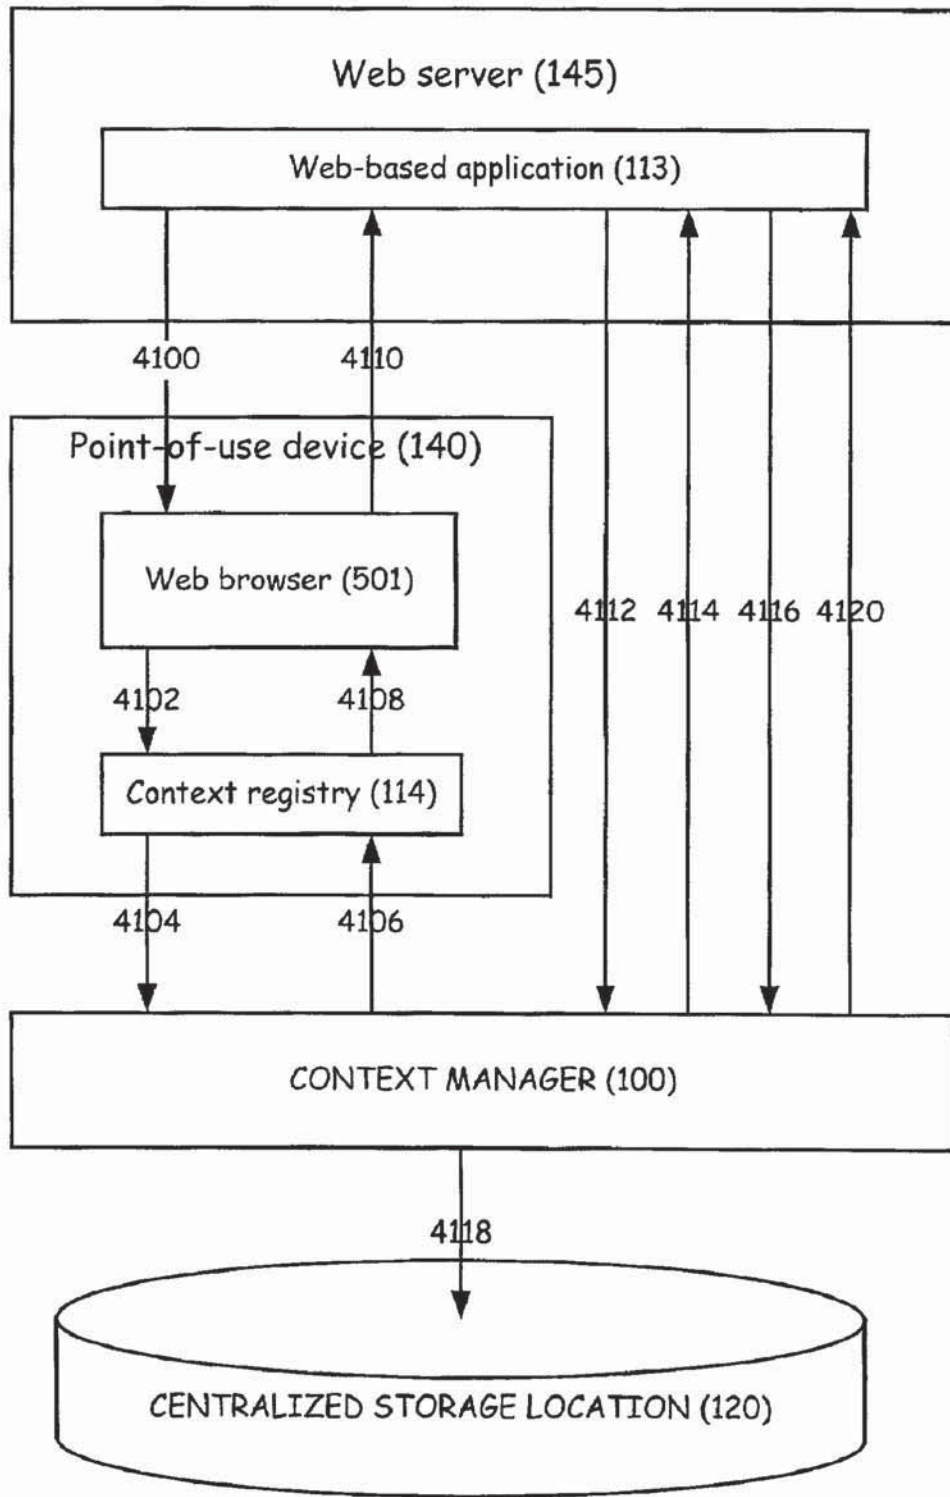 Web server (145)
Web-based application (113)
4100 4110
Point-of-use device (140)
Web browser (501)
4112 4114 4116 4120
4102 4108
Context registry (114)
4104 4106
CONTEXT MANAGER (100)
4118
CENTRALIZED STORAGE LOCATION (120)